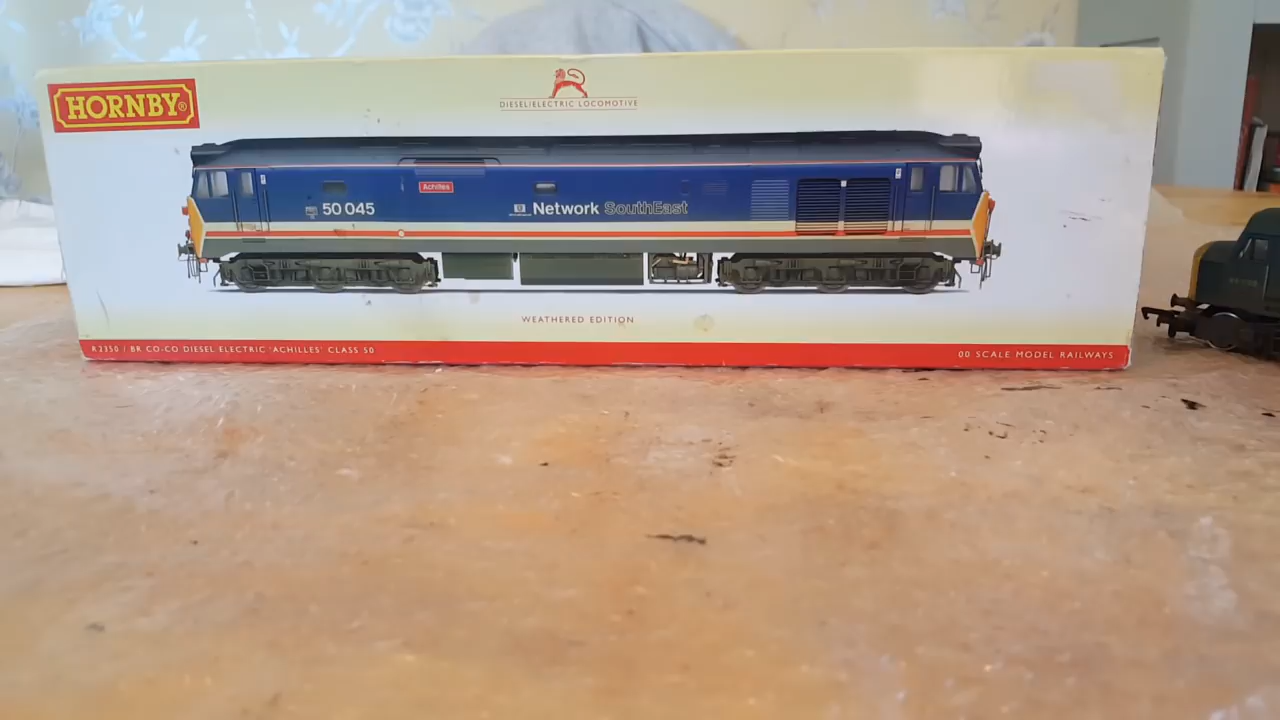 HORNBY®
DIESEL/ELECTRIC LOCOMOTIVE
Achilles
50 045
Network SouthEast
WEATHERED EDITION
R2350 / BR CO-CO DIESEL ELECTRIC 'ACHILLES' CLASS 50
00 SCALE MODEL RAILWAYS